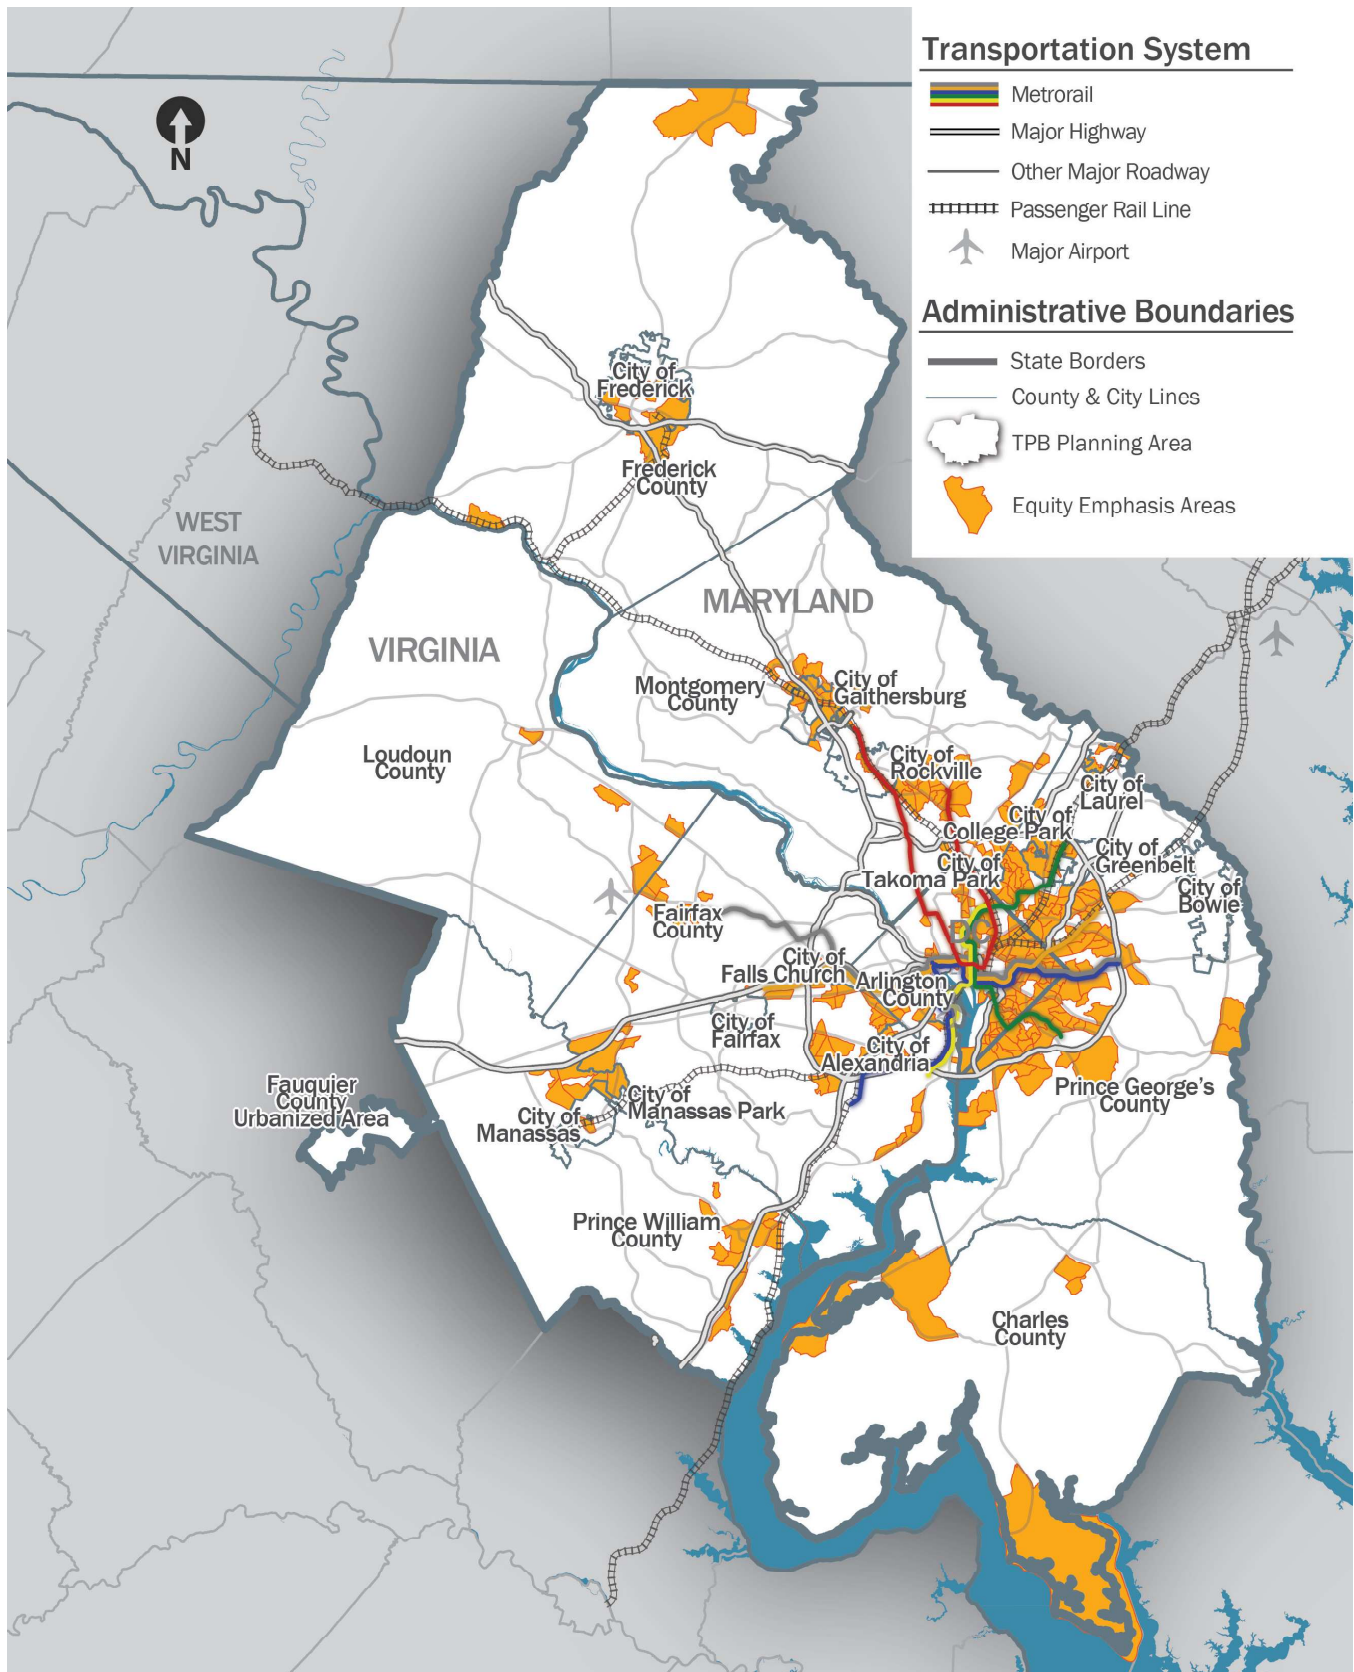 Transportation System
Metrorail
Major Highway
Other Major Roadway
Passenger Rail Line
Major Airport
Administrative Boundaries
State Borders
County & City Lines
TPB Planning Area
Equity Emphasis Areas
N
City of
Frederick
Frederick
County
WEST
VIRGINIA
MARYLAND
VIRGINIA
Montgomery
County
City of
Gaithersburg
Loudoun
County
City of
Rockville
City of
Laurel
City of
College Park
City of
Greenbelt
City of
Takoma Park
City of
Bowie
Fairfax
County
DC
City of
Falls Church
Arlington
County
City of
Fairfax
City of
Alexandria
Fauquier
County
Urbanized Area
City of
Manassas Park
City of
Manassas
Prince George's
County
Prince William
County
Charles
County